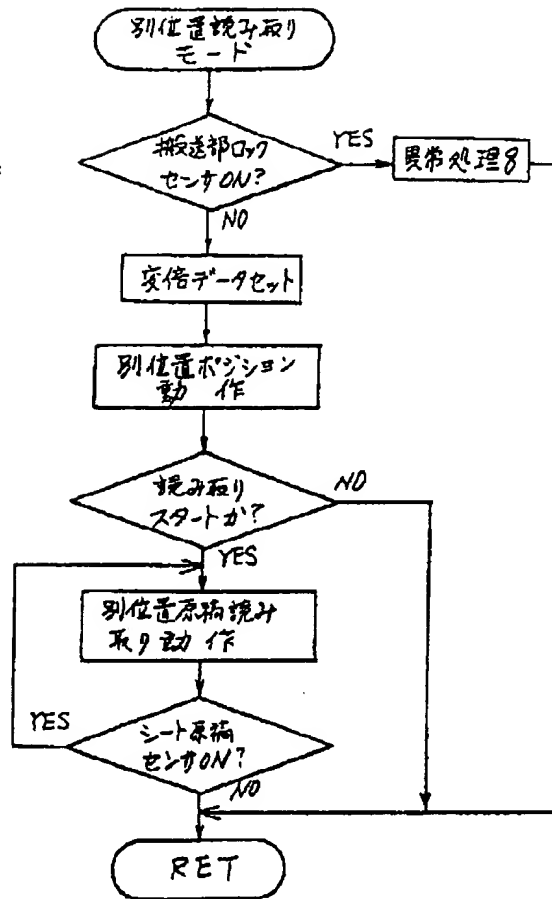 別位置読み取り
モード
搬送部ロック
センサON?
YES
異常処理8
NO
変倍データセット
別位置ポジション
動作
読み取り
スタートか?
NO
YES
別位置原稿読み
取り動作
YES
シート原稿
センサON?
NO
RET